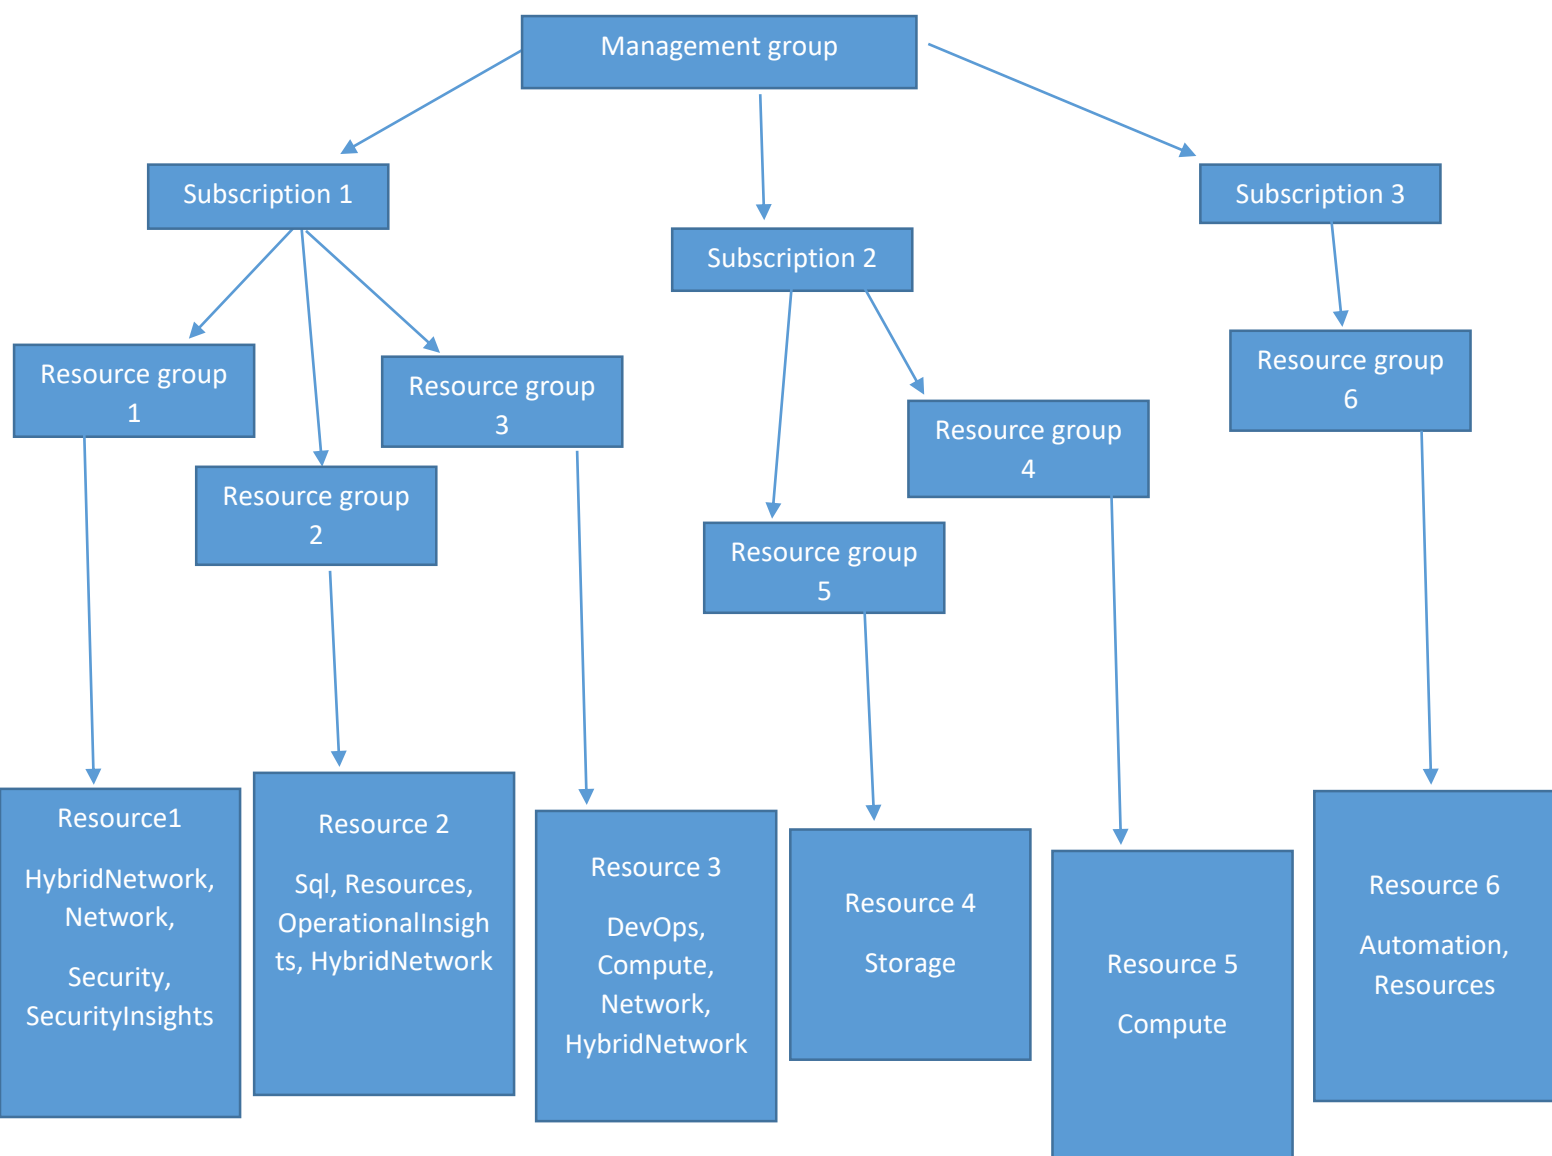 Management group
Subscription 1
Subscription 3
Subscription 2
Resource group
1
Resource group
3
Resource group
6
Resource group
4
Resource group
2
Resource group
5
Resource1
HybridNetwork,
Network,
Security,
SecurityInsights
Resource 2
Sql, Resources,
OperationalInsigh
ts, HybridNetwork
Resource 3
DevOps,
Compute,
Network,
HybridNetwork
Resource 4
Storage
Resource 5
Compute
Resource 6
Automation,
Resources